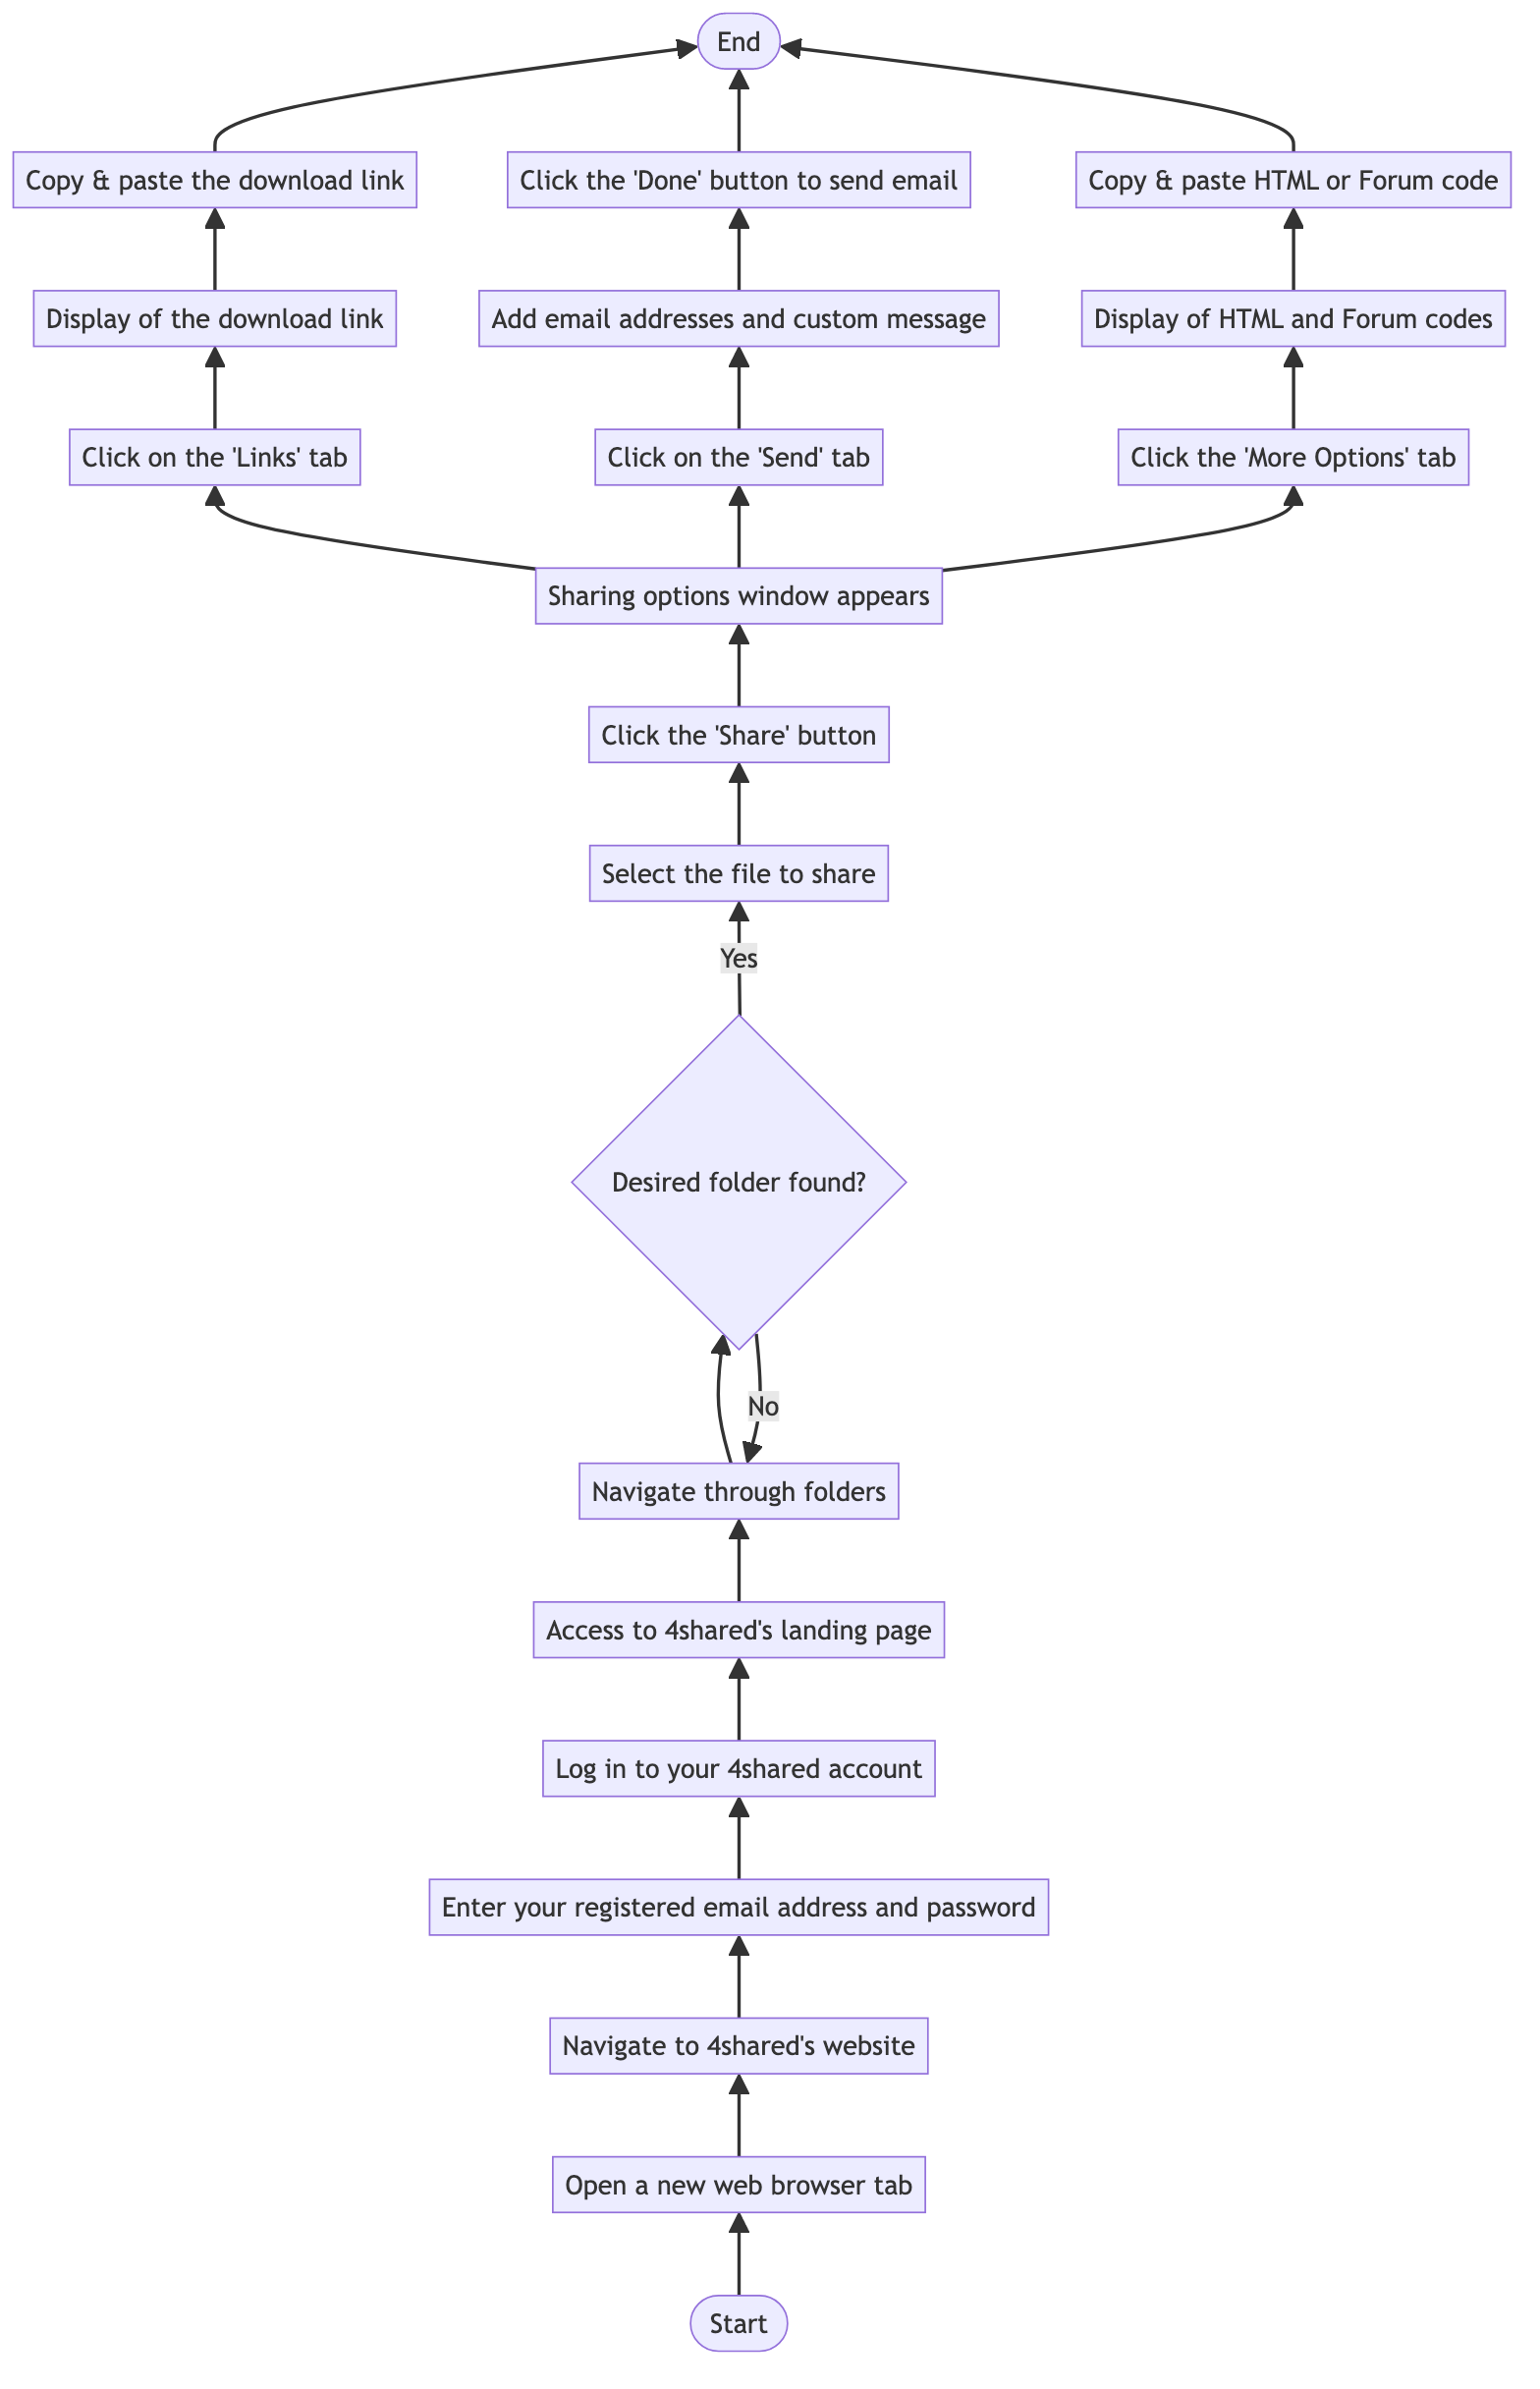 End
Copy & paste the download link
Click the 'Done' button to send email
Copy & paste HTML or Forum code
Display of the download link
Add email addresses and custom message
Display of HTML and Forum codes
Click on the 'Links' tab
Click on the 'Send' tab
Click the 'More Options' tab
Sharing options window appears
Click the 'Share' button
Select the file to share
Yes
Desired folder found?
No
Navigate through folders
Access to 4shared's landing page
Log in to your 4shared account
Enter your registered email address and password
Navigate to 4shared's website
Open a new web browser tab
Start